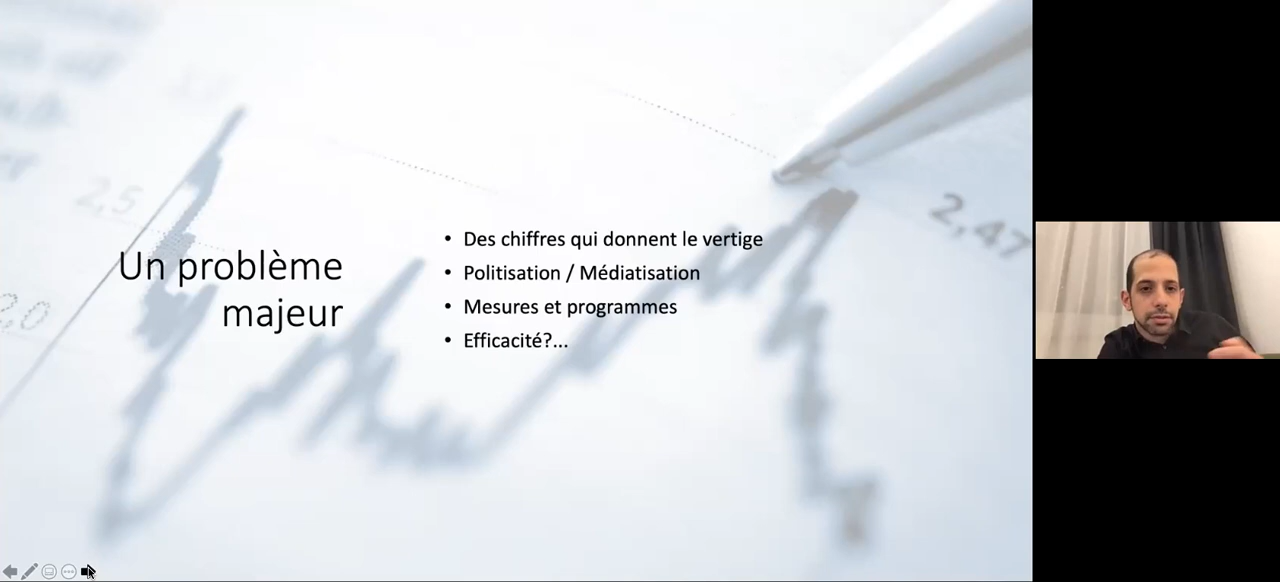 Un problème
majeur
• Des chiffres qui donnent le vertige
• Politisation / Médiatisation
• Mesures et programmes
• Efficacité?...
2,5
2,0
2,47